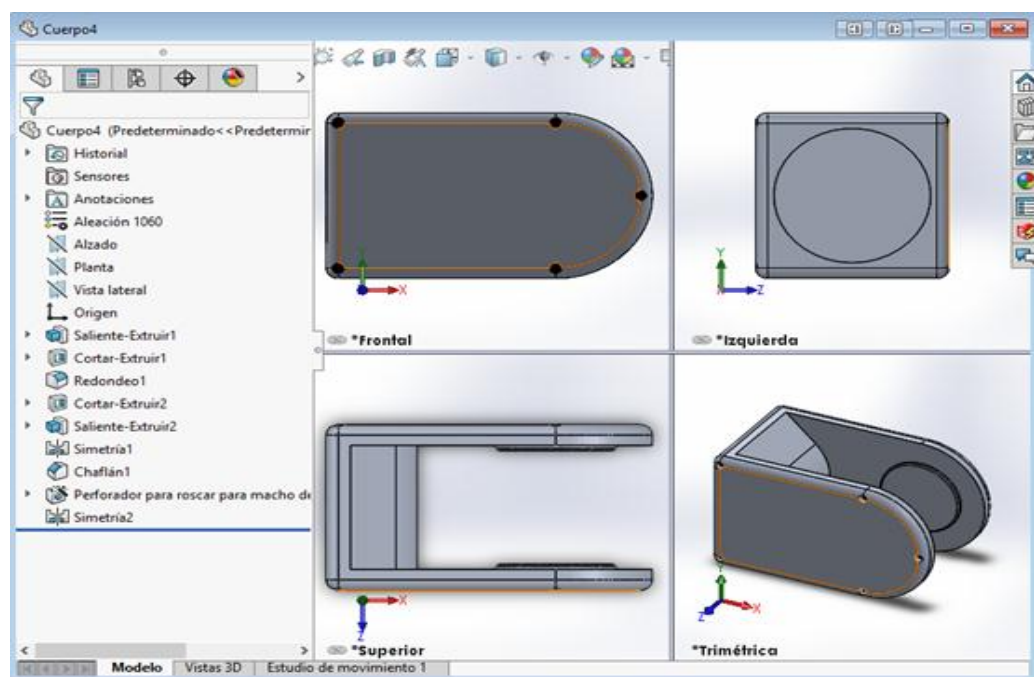 Cuerpo4
Cuerpo4 (Predeterminado<<Predetermir
Historial
Sensores
Anotaciones
Aleación 1060
Alzado
Planta
Vista lateral
Origen
Saliente-Extruir1
Cortar-Extruir1
Redondeo1
Cortar-Extruir2
Saliente-Extruir2
Simetría1
Chaflán1
Perforador para roscar para macho de
Simetría2
Y
X
*Frontal
Y
Z
*Izquierda
X
Z
*Superior
Y
X
Z
*Trimétrica
Modelo
Vistas 3D
Estudio de movimiento 1